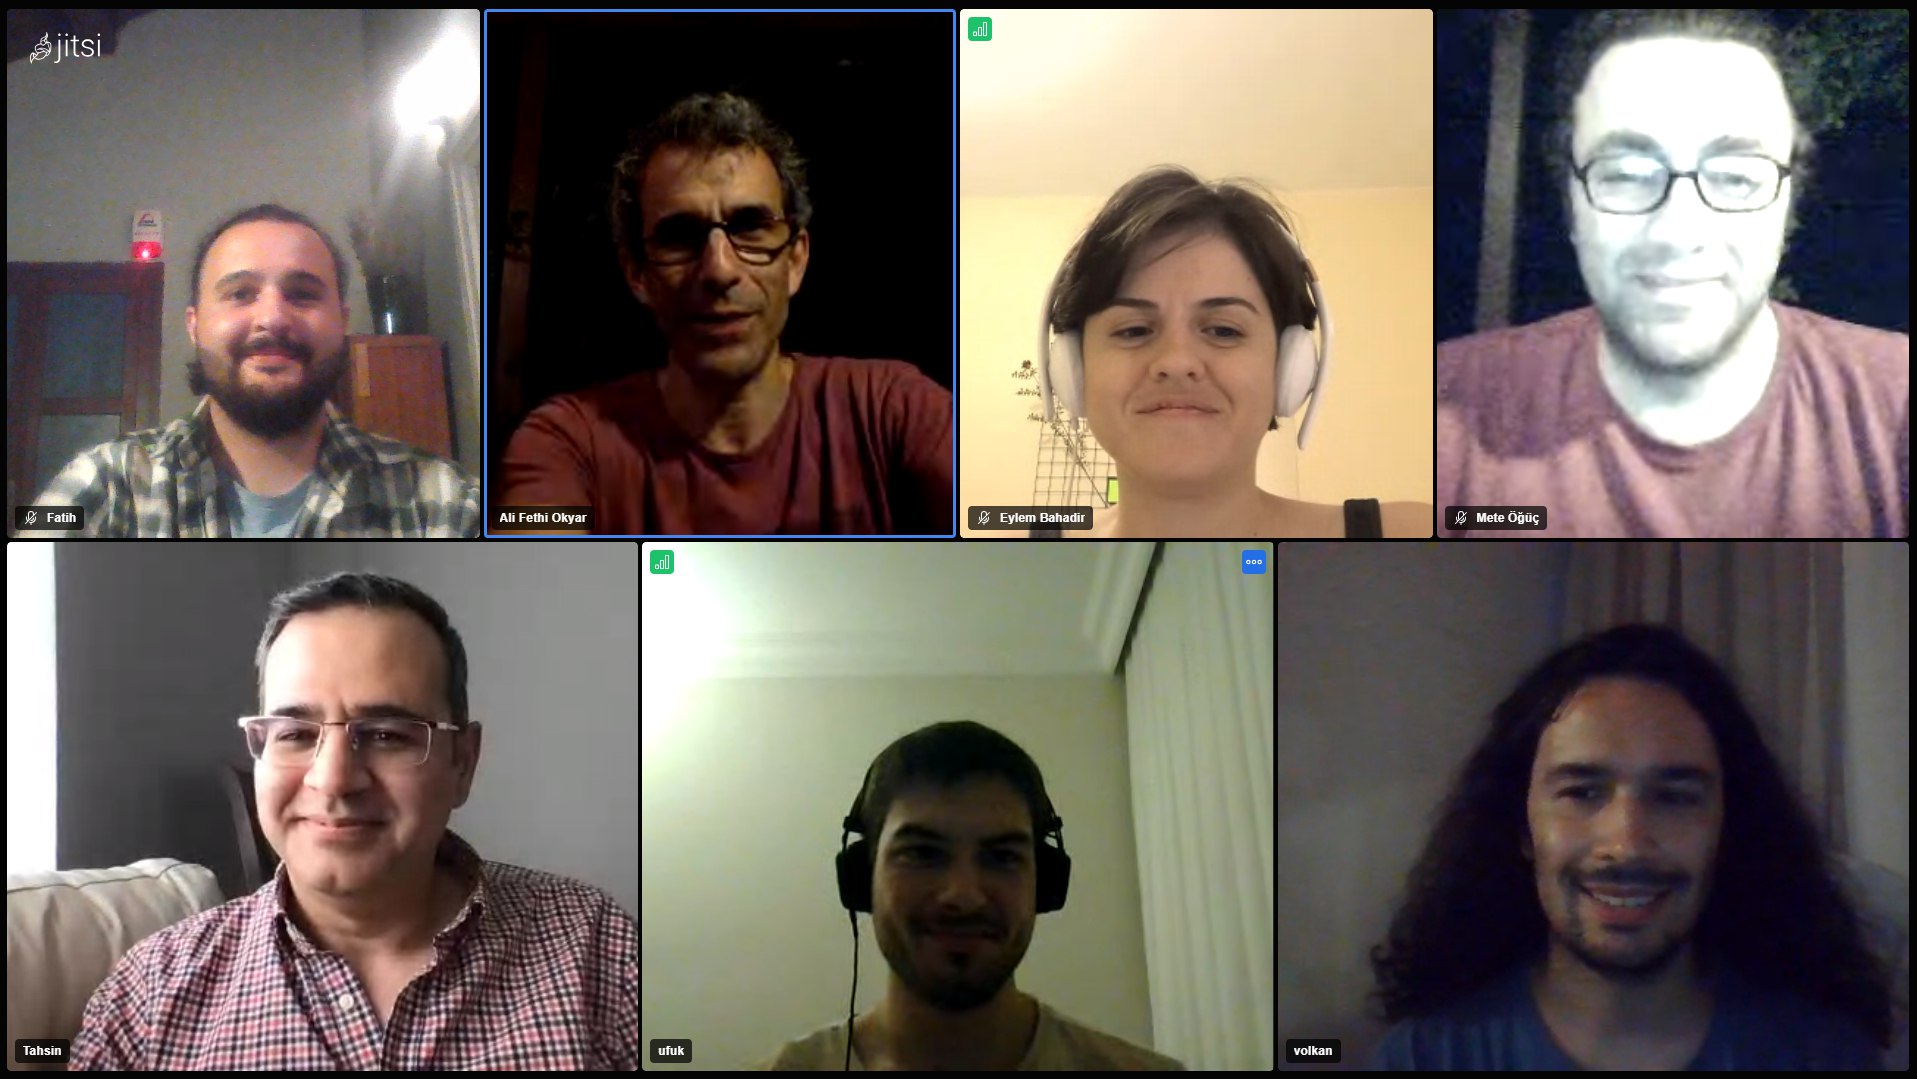 jitsi
Fatih
Ali Fethi Okyar
Eylem Bahadir
Mete Öğüç
Tahsin
ufuk
volkan